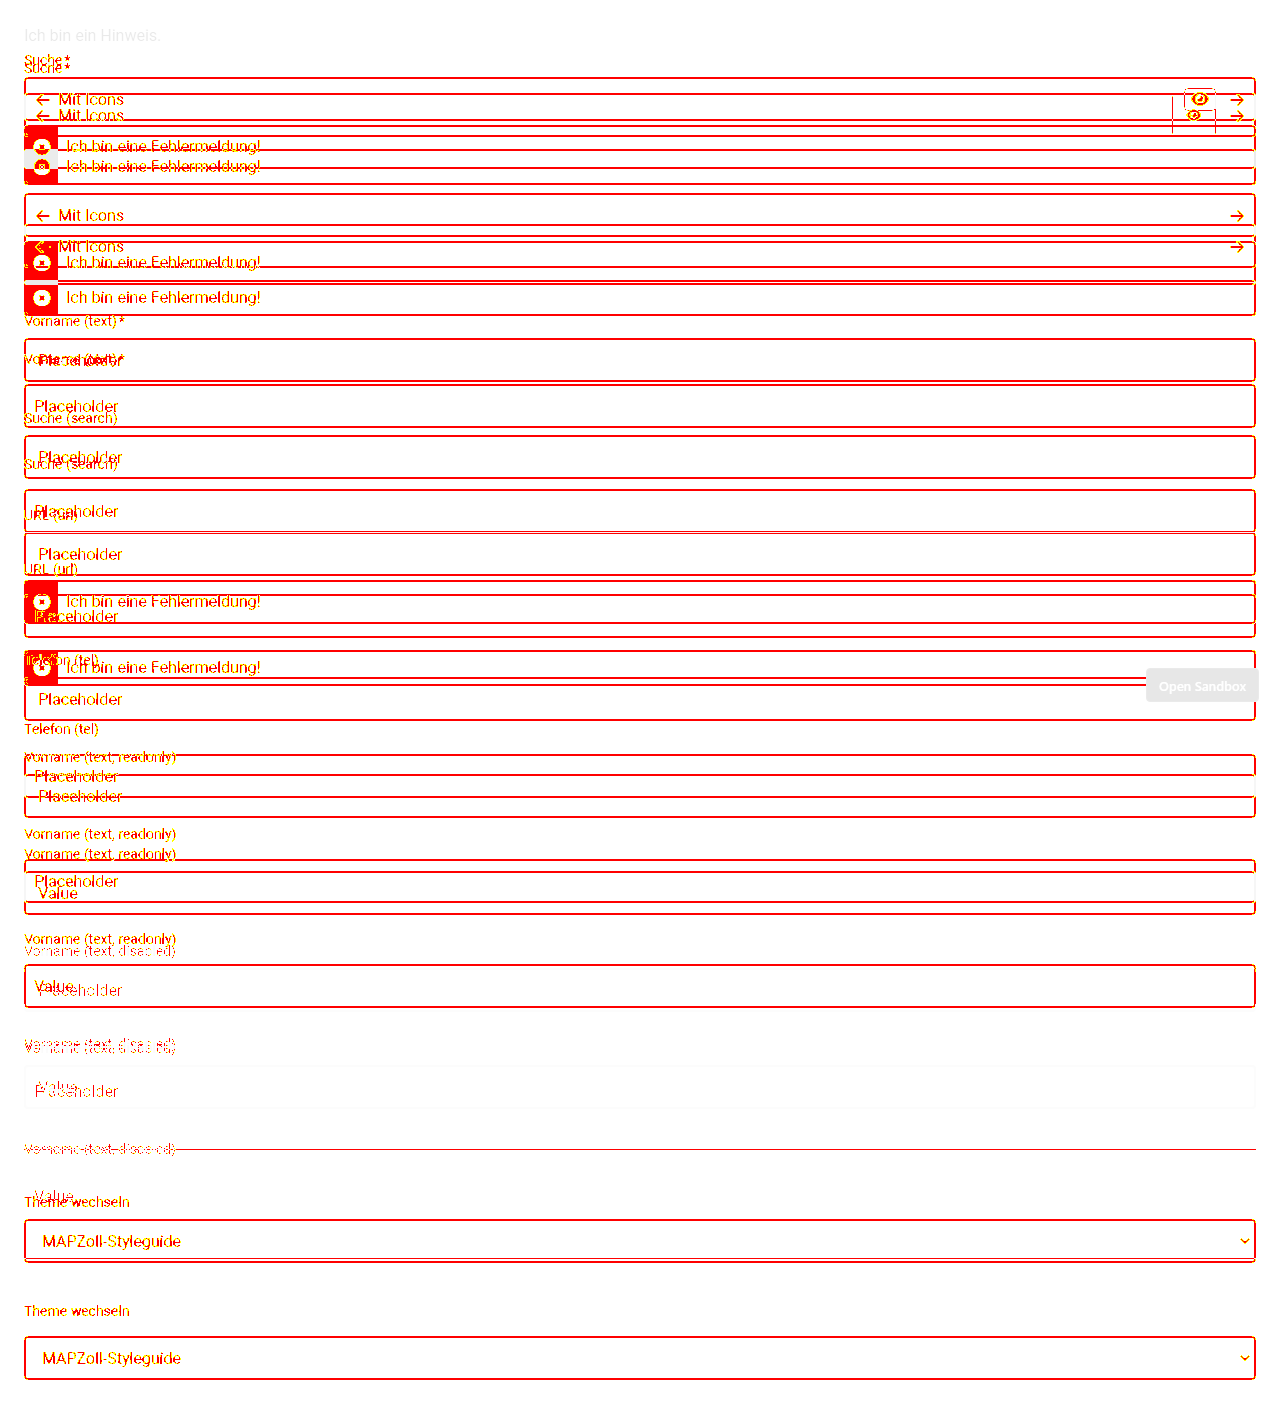 Ich bin ein Hinweis.
Suche *
Suche *
Mit Icons
Mit Icons
Ich bin eine Fehlermeldung!
Ich bin eine Fehlermeldung!
Mit Icons
Mit Icons
Ich bin eine Fehlermeldung!
Ich bin eine Fehlermeldung!
Vorname (text) *
Vorname (text) *
Placeholder
Placeholder
Suche (search)
Placeholder
Suche (search)
Placeholder
URL (url)
Placeholder
URL (url)
Ich bin eine Fehlermeldung!
Placeholder
Telefon (tel)
Ich bin eine Fehlermeldung!
Open Sandbox
Placeholder
Telefon (tel)
Vorname (text, readonly)
Placeholder
Placeholder
Vorname (text, readonly)
Vorname (text, readonly)
Placeholder
Value
Vorname (text, readonly)
Vorname (text, disabled)
Value
Placeholder
Vorname (text, disabled)
Vorname (text, disabled)
Value
Placeholder
Vorname (text, disabled)
Value
Theme wechseln
MAPZoll-Styleguide
Theme wechseln
MAPZoll-Styleguide